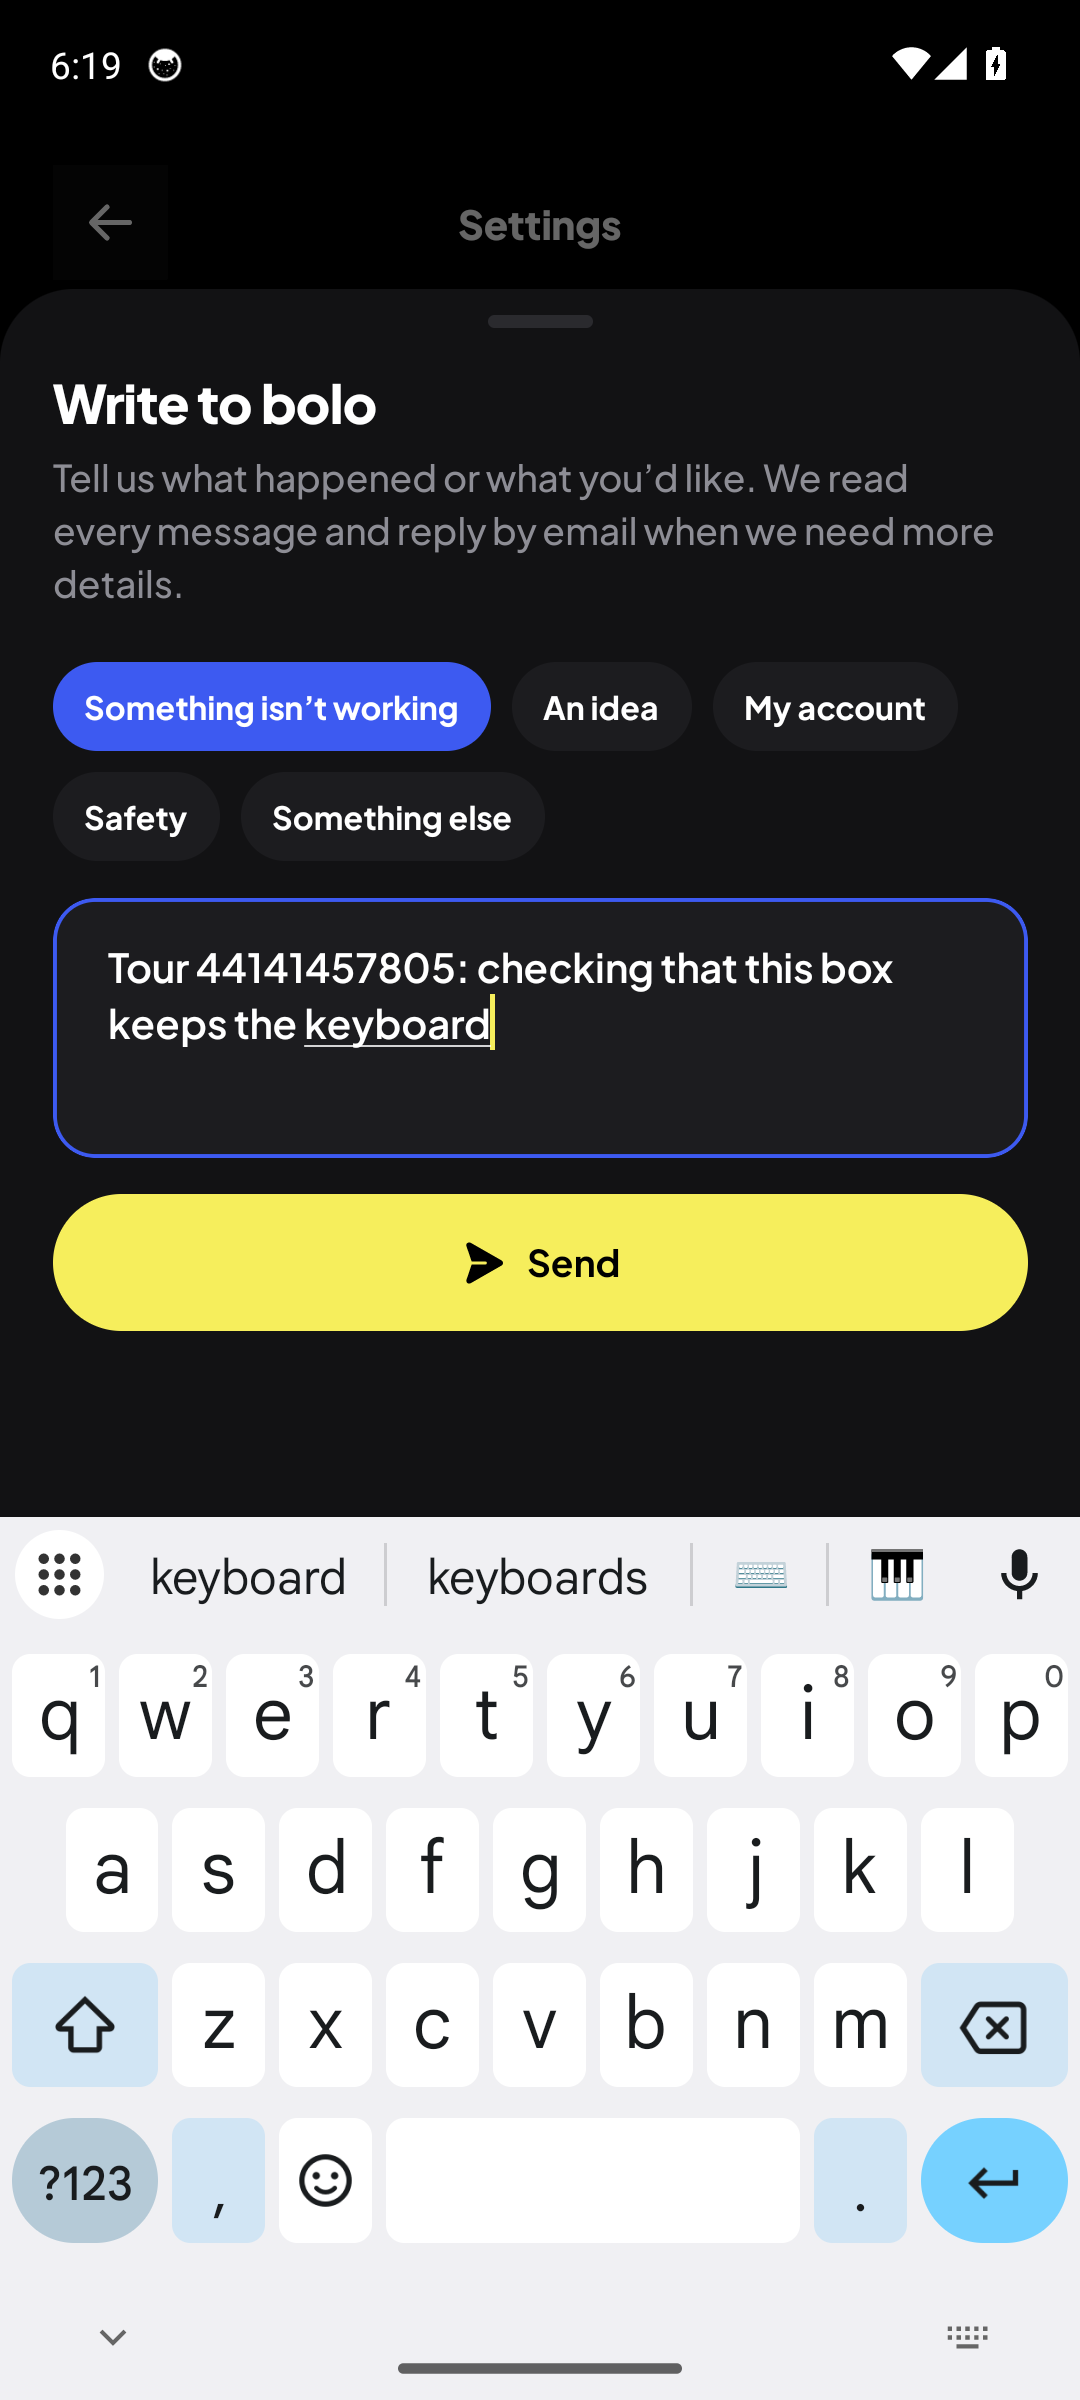 6:19
Settings
Write to bolo
Tell us what happened or what you’d like. We read
every message and reply by email when we need more
details.
Something isn’t working
An idea
My account
Safety
Something else
Tour 44141457805: checking that this box
keeps the keyboard
Send
keyboard keyboards
1 2 3 4 5 6 7 8 9 0
q w e r t y u i o p
a s d f g h j k l
z x c v b n m
?123 , .